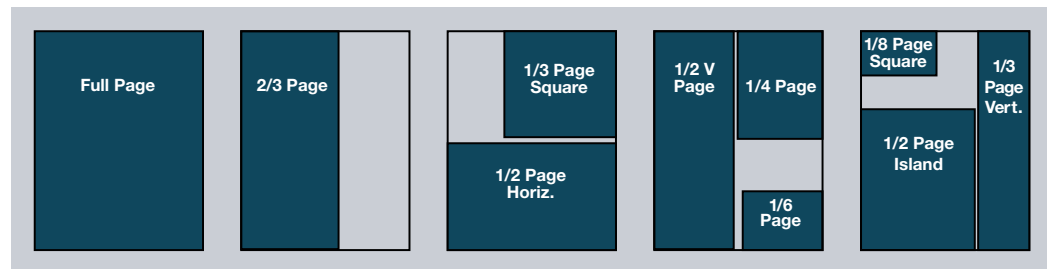 Full Page
2/3 Page
1/3 Page
Square
1/2 Page
Horiz.
1/2 V
Page
1/4 Page
1/6
Page
1/8 Page
Square
1/3
Page
Vert.
1/2 Page
Island